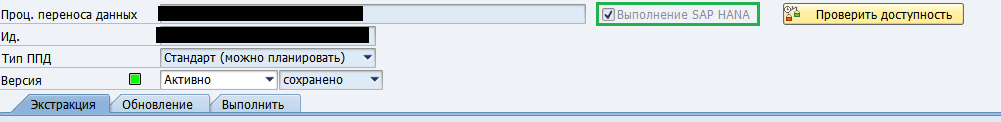 Проц. переноса данных Выполнение SAP HANA Проверить доступность
Ид.
Тип ППД Стандарт (можно планировать)
Версия Активно сохранено
Экстракция Обновление Выполнить